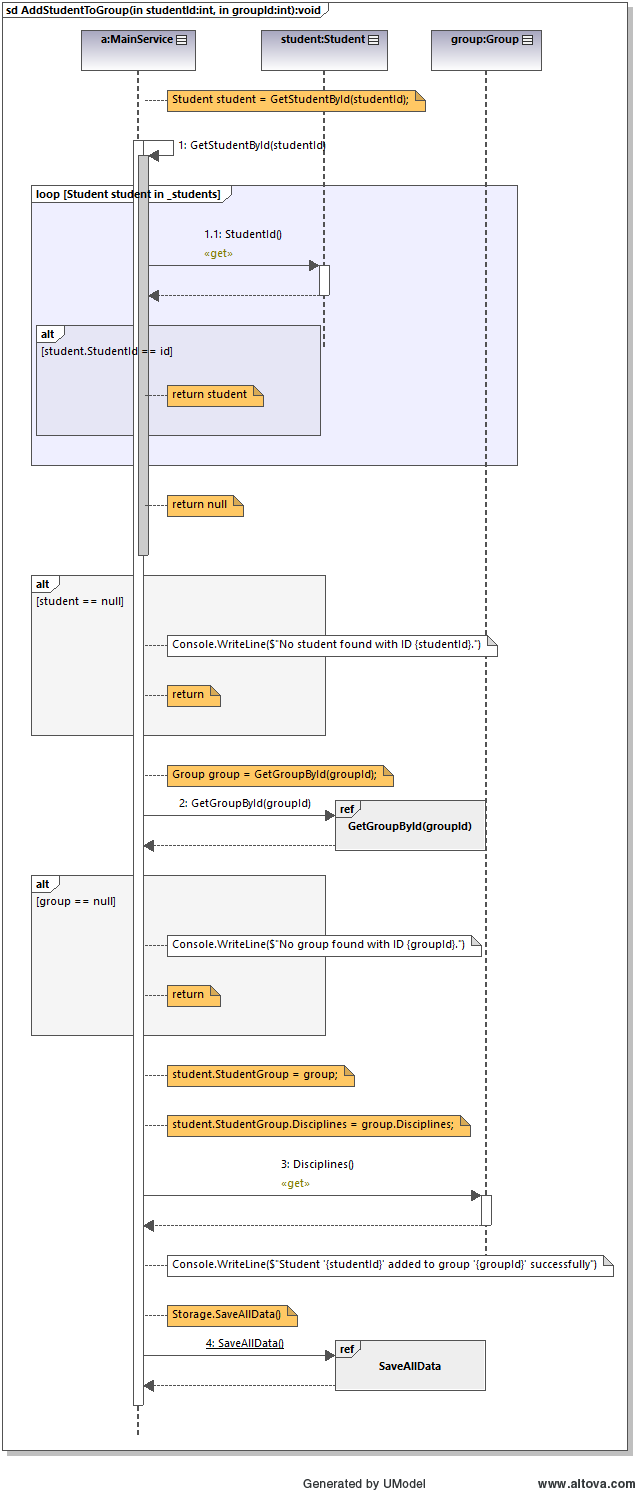 sd AddStudentToGroup(in studentId:int, in groupId:int):void
a:MainService
student:Student
group:Group
Student student = GetStudentById(studentId);
1: GetStudentById(studentId)
loop [Student student in _students]
1.1: StudentId()
«get»
alt
[student.StudentId == id]
return student
return null
alt
[student == null]
Console.WriteLine($"No student found with ID {studentId}.")
return
Group group = GetGroupById(groupId);
2: GetGroupById(groupId)
ref
GetGroupById(groupId)
alt
[group == null]
Console.WriteLine($"No group found with ID {groupId}.")
return
student.StudentGroup = group;
student.StudentGroup.Disciplines = group.Disciplines;
3: Disciplines()
«get»
Console.WriteLine($"Student '{studentId}' added to group '{groupId}' successfully")
Storage.SaveAllData()
4: SaveAllData()
ref
SaveAllData
Generated by UModel
www.altova.com